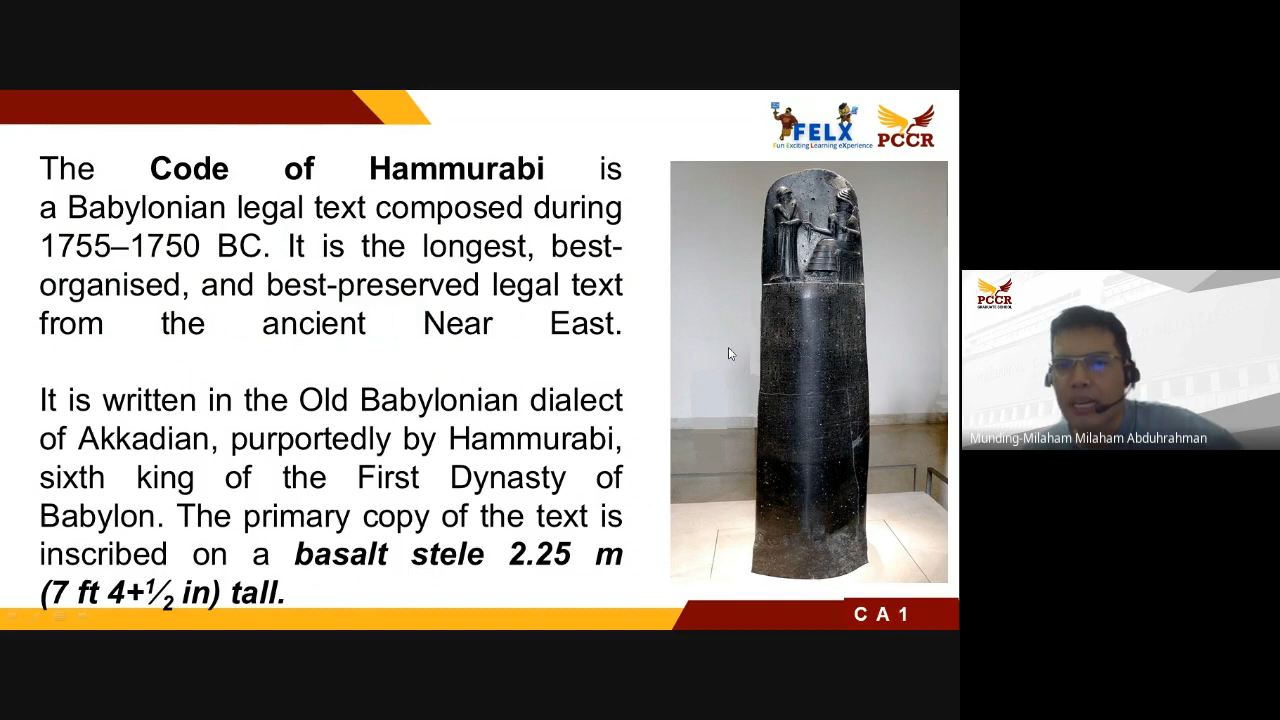 FELX
Fun Exciting Learning eXperience
PCCR
The Code of Hammurabi is
a Babylonian legal text composed during
1755–1750 BC. It is the longest, best-
organised, and best-preserved legal text
from the ancient Near East.
It is written in the Old Babylonian dialect
of Akkadian, purportedly by Hammurabi,
sixth king of the First Dynasty of
Babylon. The primary copy of the text is
inscribed on a basalt stele 2.25 m
(7 ft 4+1⁄2 in) tall.
CA1
PCCR
GRADUATE SCHOOL
Munding-Milaham Milaham Abduhrahman